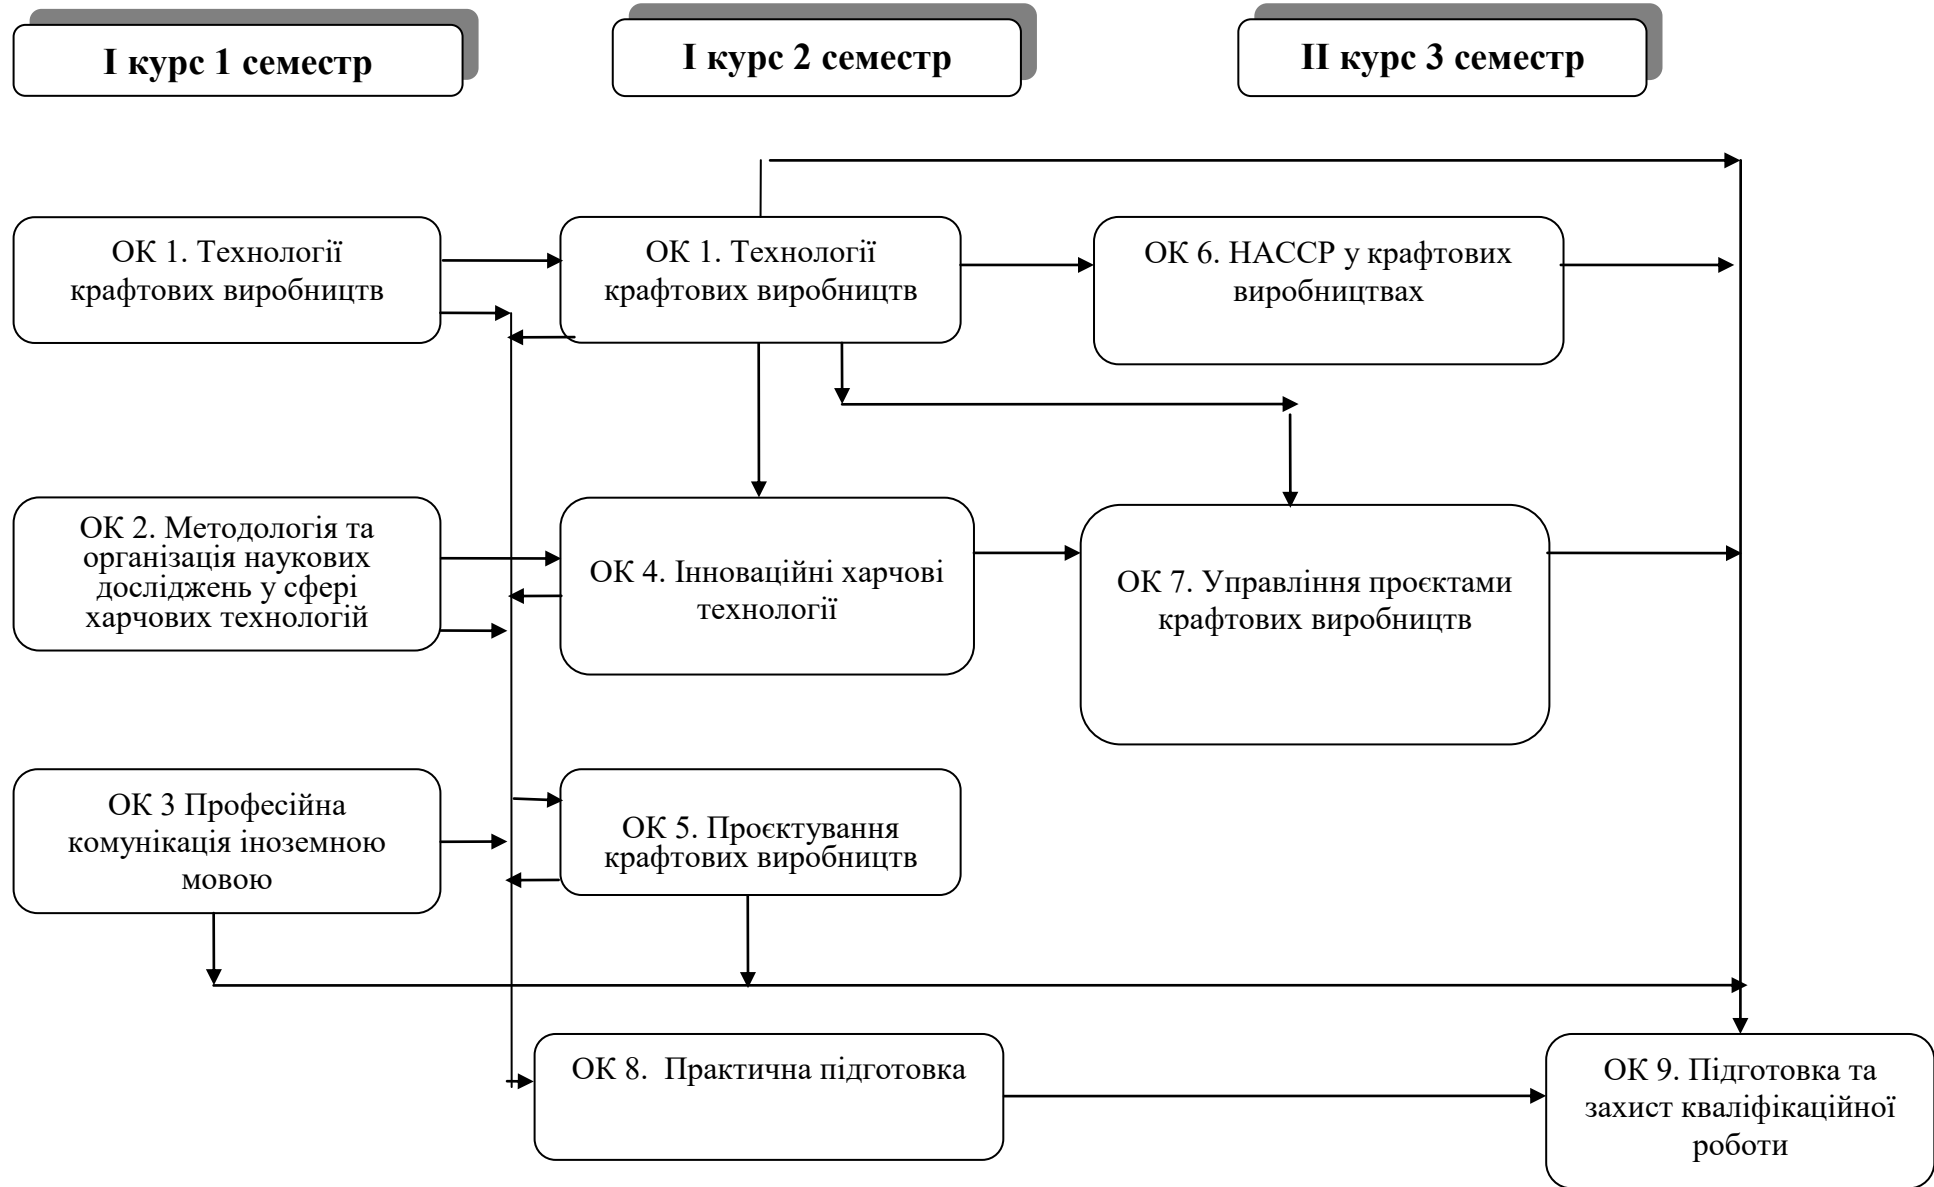 І курс 1 семестр
І курс 2 семестр
ІІ курс 3 семестр
ОК 1. Технології
крафтових виробництв
ОК 1. Технології
крафтових виробництв
ОК 6. НАССР у крафтових
виробництвах
ОК 2. Методологія та
організація наукових
досліджень у сфері
харчових технологій
ОК 4. Інноваційні харчові
технології
ОК 7. Управління проєктами
крафтових виробництв
ОК 3 Професійна
комунікація іноземною
мовою
ОК 5. Проєктування
крафтових виробництв
ОК 8. Практична підготовка
ОК 9. Підготовка та
захист кваліфікаційної
роботи